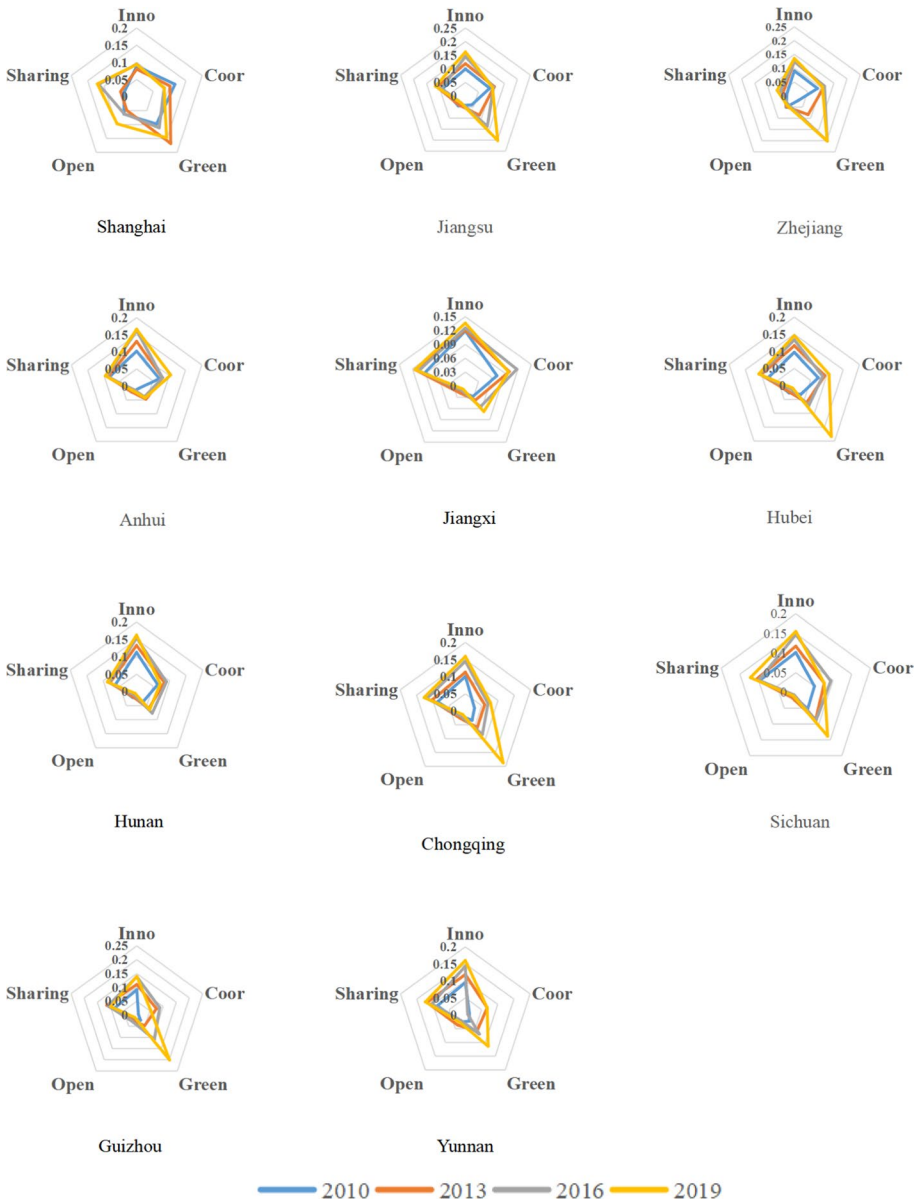 Inno
0.2
0.15
0.1
0.05
0
Sharing
Coor
Open
Green
Shanghai
Inno
0.25
0.2
0.15
0.1
0.05
0
Sharing
Coor
Open
Green
Jiangsu
Inno
0.25
0.2
0.15
0.1
0.05
0
Sharing
Coor
Open
Green
Zhejiang
Inno
0.2
0.15
0.1
0.05
0
Sharing
Coor
Open
Green
Anhui
Inno
0.15
0.12
0.09
0.06
0.03
0
Sharing
Coor
Open
Green
Jiangxi
Inno
0.2
0.15
0.1
0.05
0
Sharing
Coor
Open
Green
Hubei
Inno
0.2
0.15
0.1
0.05
0
Sharing
Coor
Open
Green
Hunan
Inno
0.2
0.15
0.1
0.05
0
Sharing
Coor
Open
Green
Chongqing
Inno
0.2
0.15
0.1
0.05
0
Sharing
Coor
Open
Green
Sichuan
Inno
0.25
0.2
0.15
0.1
0.05
0
Sharing
Coor
Open
Green
Guizhou
Inno
0.2
0.15
0.1
0.05
0
Sharing
Coor
Open
Green
Yunnan
2010 2013 2016 2019